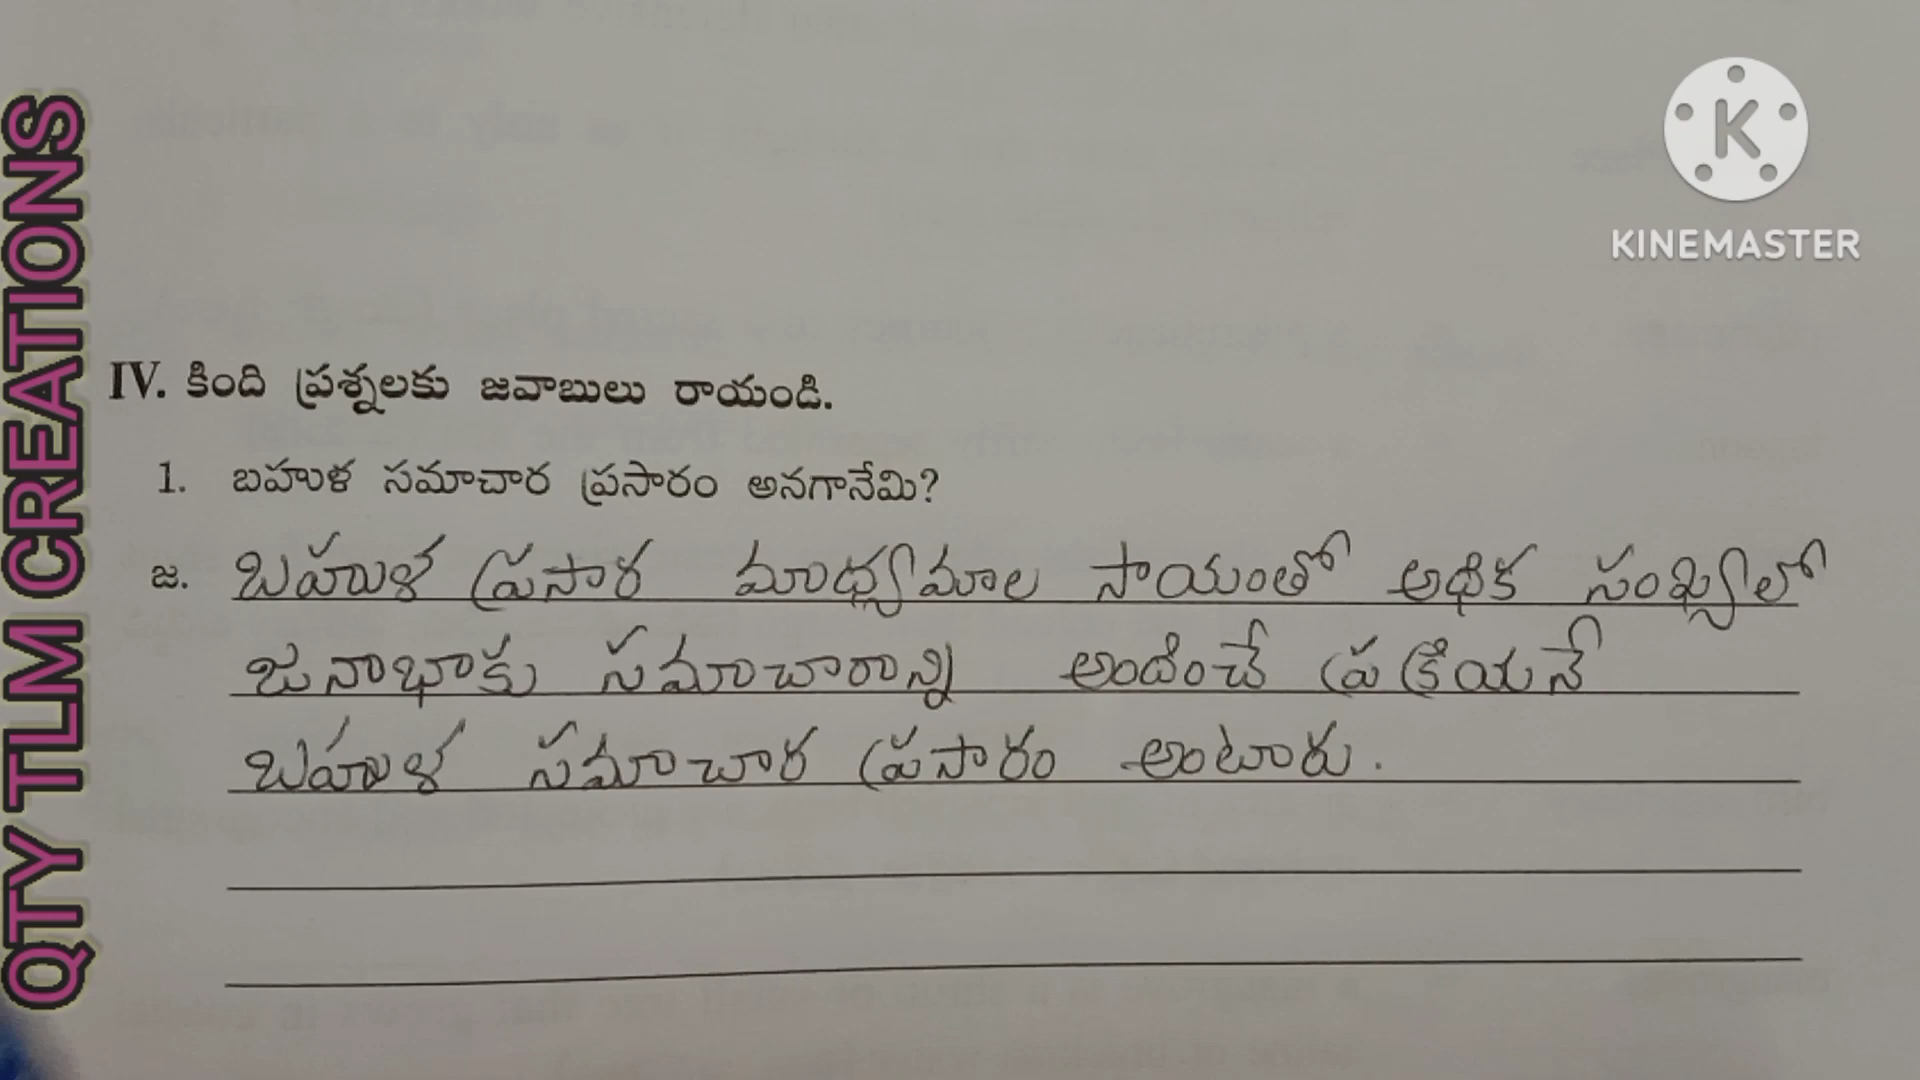 QTY TLM CREATIONS
KINEMASTER
IV. కింది ప్రశ్నలకు జవాబులు రాయండి.
1. బహుళ సమాచార ప్రసారం అనగానేమి?
జ. బహుళ ప్రసార మాధ్యమాల సాయంతో అధిక సంఖ్యలో
జనాభాకు సమాచారాన్ని అందించే ప్రక్రియనే
బహుళ సమాచార ప్రసారం అంటారు.